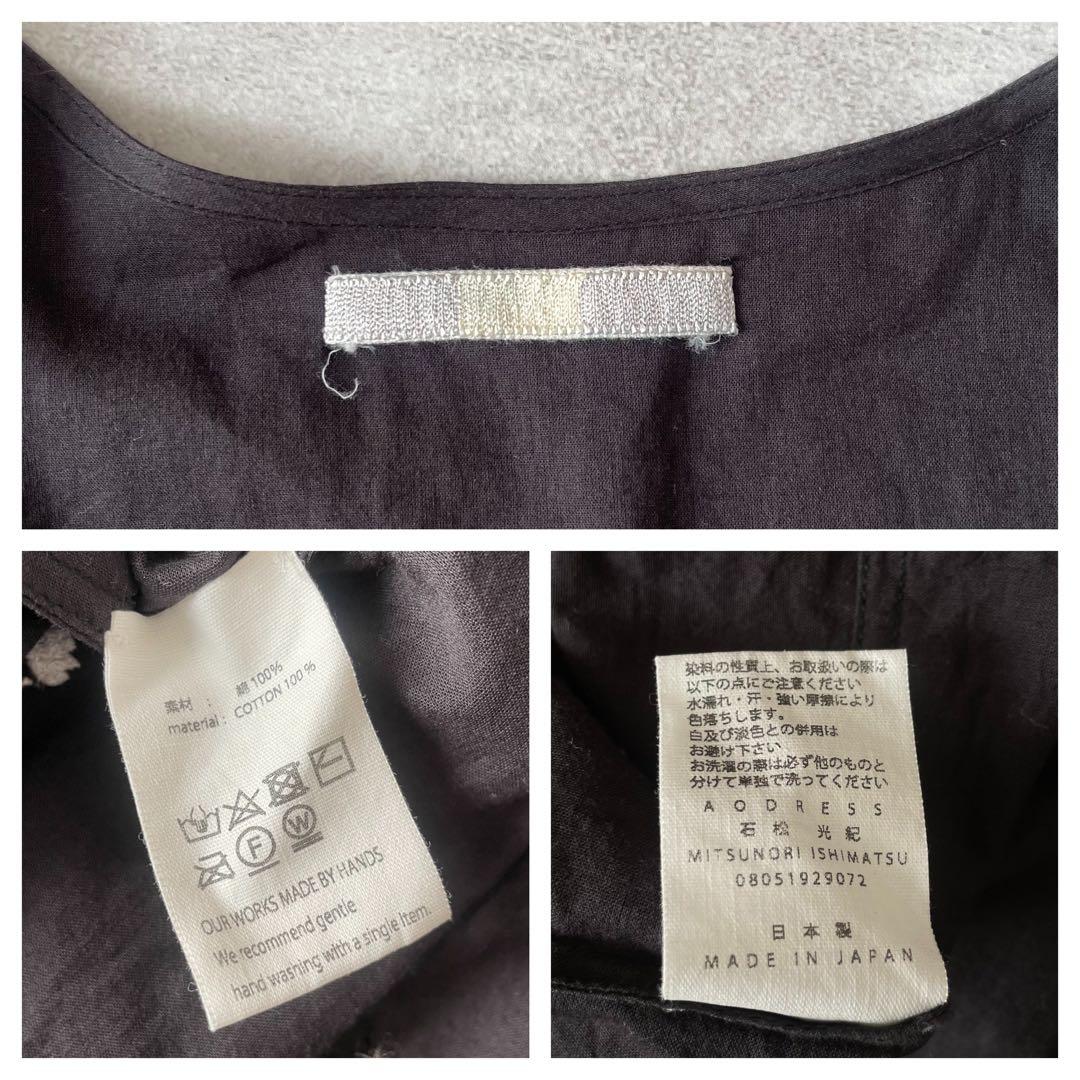 素材 : 綿 100%
material : COTTON 100 %
F W
OUR WORKS MADE BY HANDS
We recommend gentle
hand washing with a single item.
染料の性質上、お取扱いの際は
以下の点にご注意ください
水濡れ・汗・強い摩擦により
色落ちします。
白及び淡色との併用は
お避け下さい
お洗濯の際は必ず他のものと
分けて単独で洗ってください
AODRESS
石松 光紀
MITSUNORI ISHIMATSU
08051929072
日本製
MADE IN JAPAN